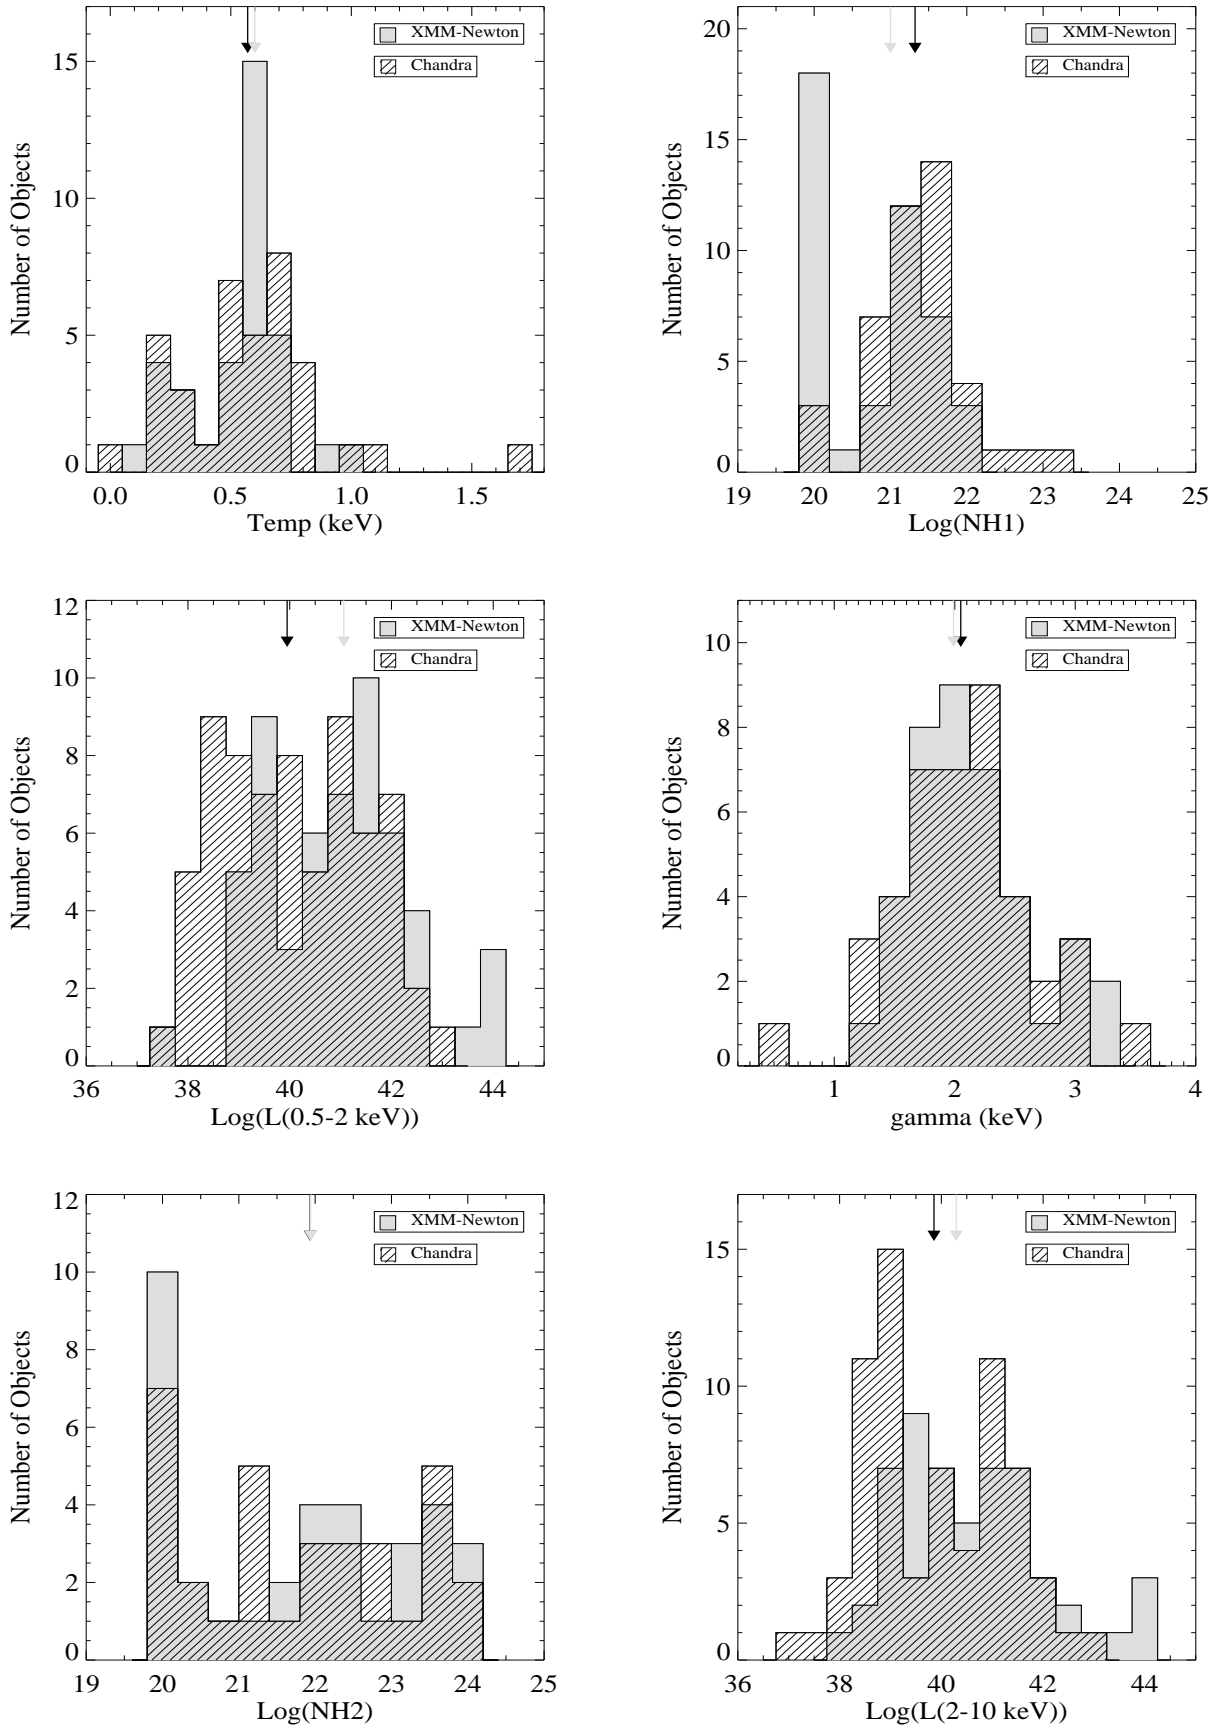 XMM-Newton
Chandra
Number of Objects
15
10
5
0
0.0 0.5 1.0 1.5
Temp (keV)
XMM-Newton
Chandra
Number of Objects
20
15
10
5
0
19 20 21 22 23 24 25
Log(NH1)
XMM-Newton
Chandra
Number of Objects
12
10
8
6
4
2
0
36 38 40 42 44
Log(L(0.5-2 keV))
XMM-Newton
Chandra
Number of Objects
10
8
6
4
2
0
1 2 3 4
gamma (keV)
XMM-Newton
Chandra
Number of Objects
12
10
8
6
4
2
0
19 20 21 22 23 24 25
Log(NH2)
XMM-Newton
Chandra
Number of Objects
15
10
5
0
36 38 40 42 44
Log(L(2-10 keV))